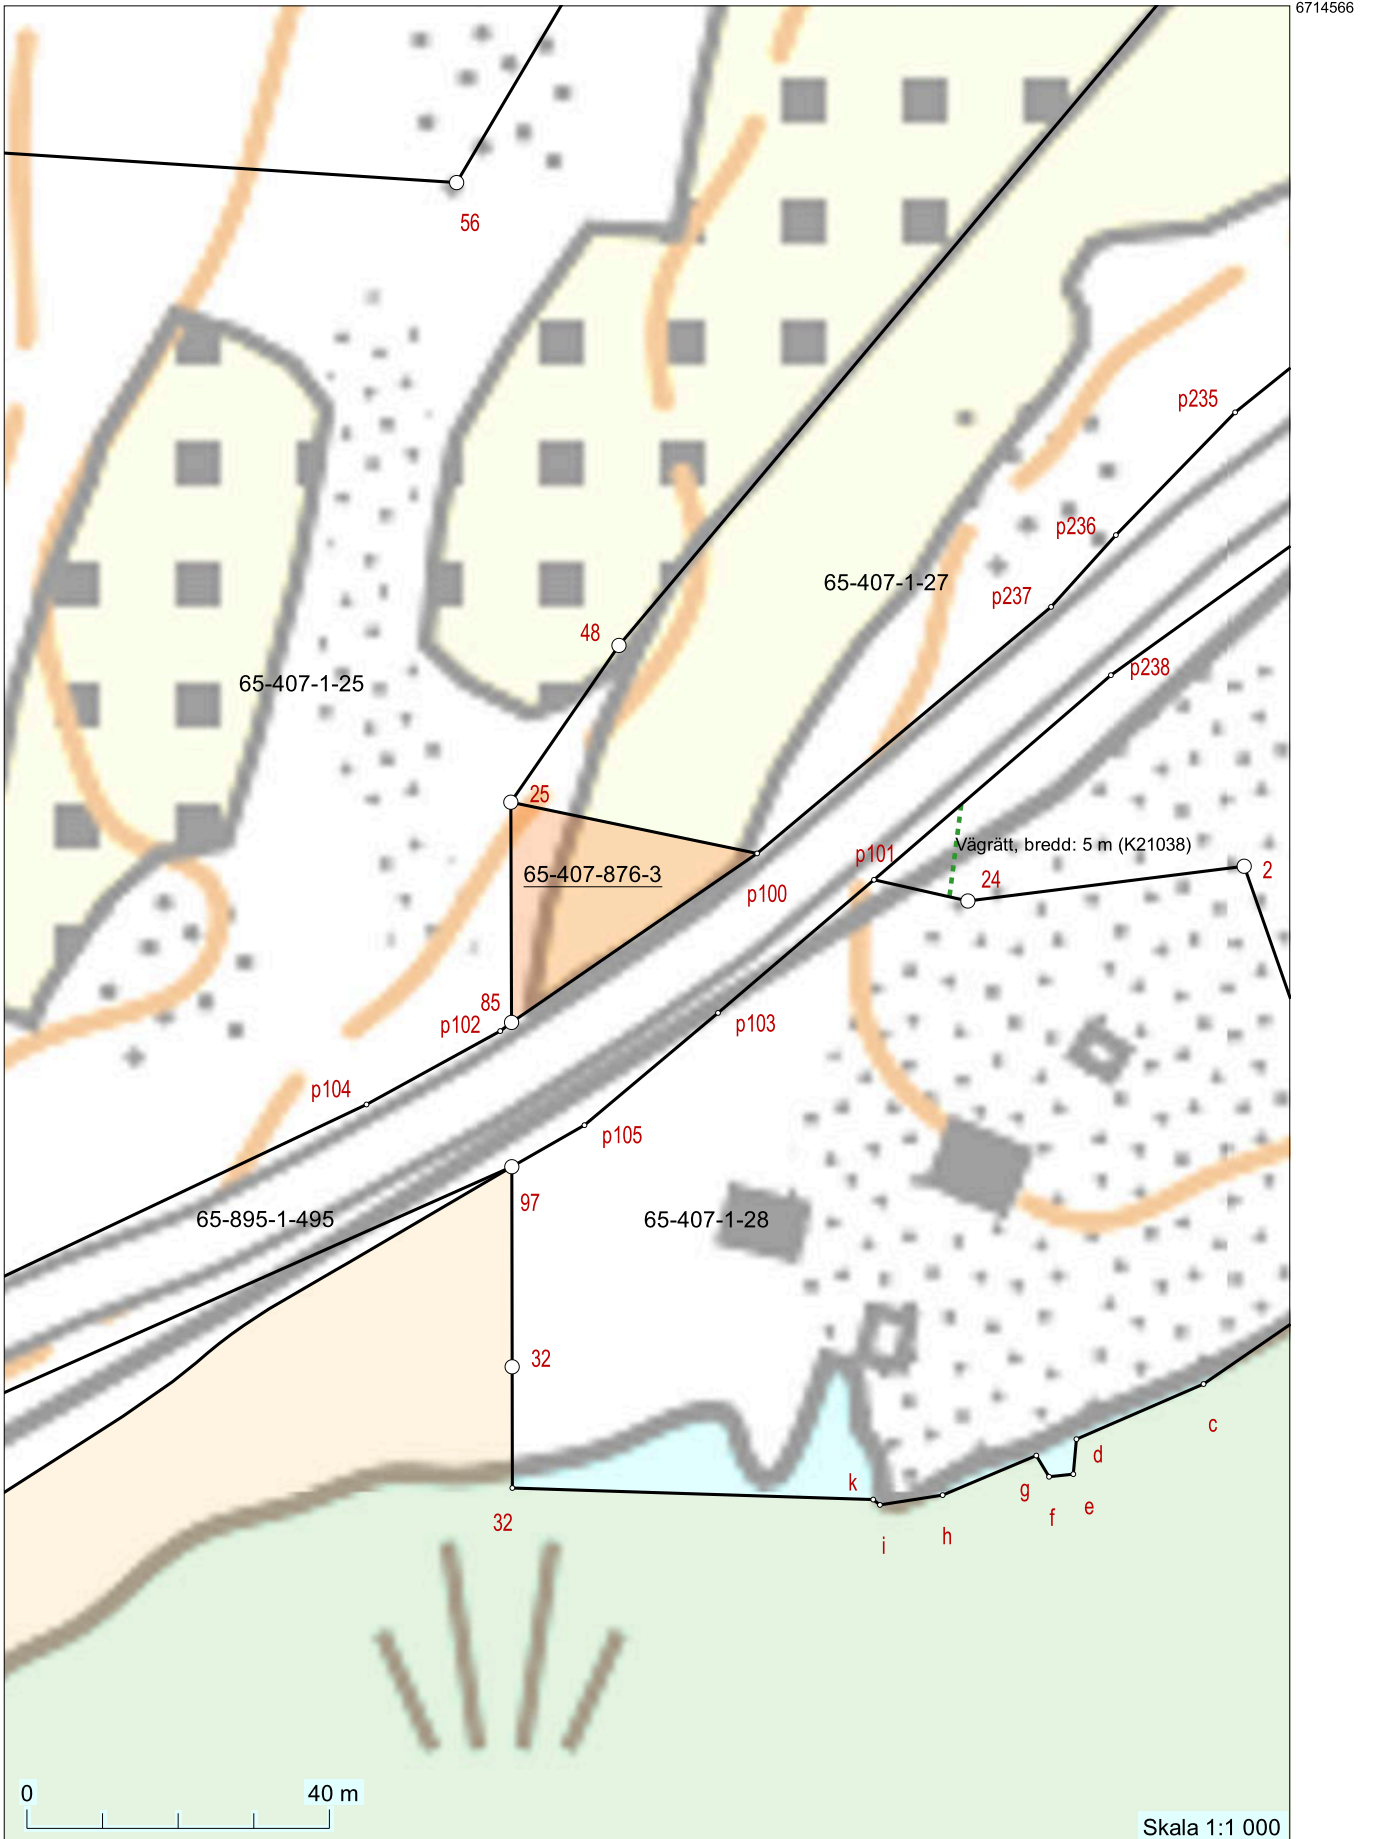 6714566
56
p235
p236
65-407-1-27
p237
48
p238
65-407-1-25
25
Vägrätt, bredd: 5 m (K21038)
p101
65-407-876-3
24
2
p100
85
p102
p103
p104
p105
97
65-895-1-495
65-407-1-28
32
c
d
k
g
e
32
f
h
i
0
40 m
Skala 1:1 000